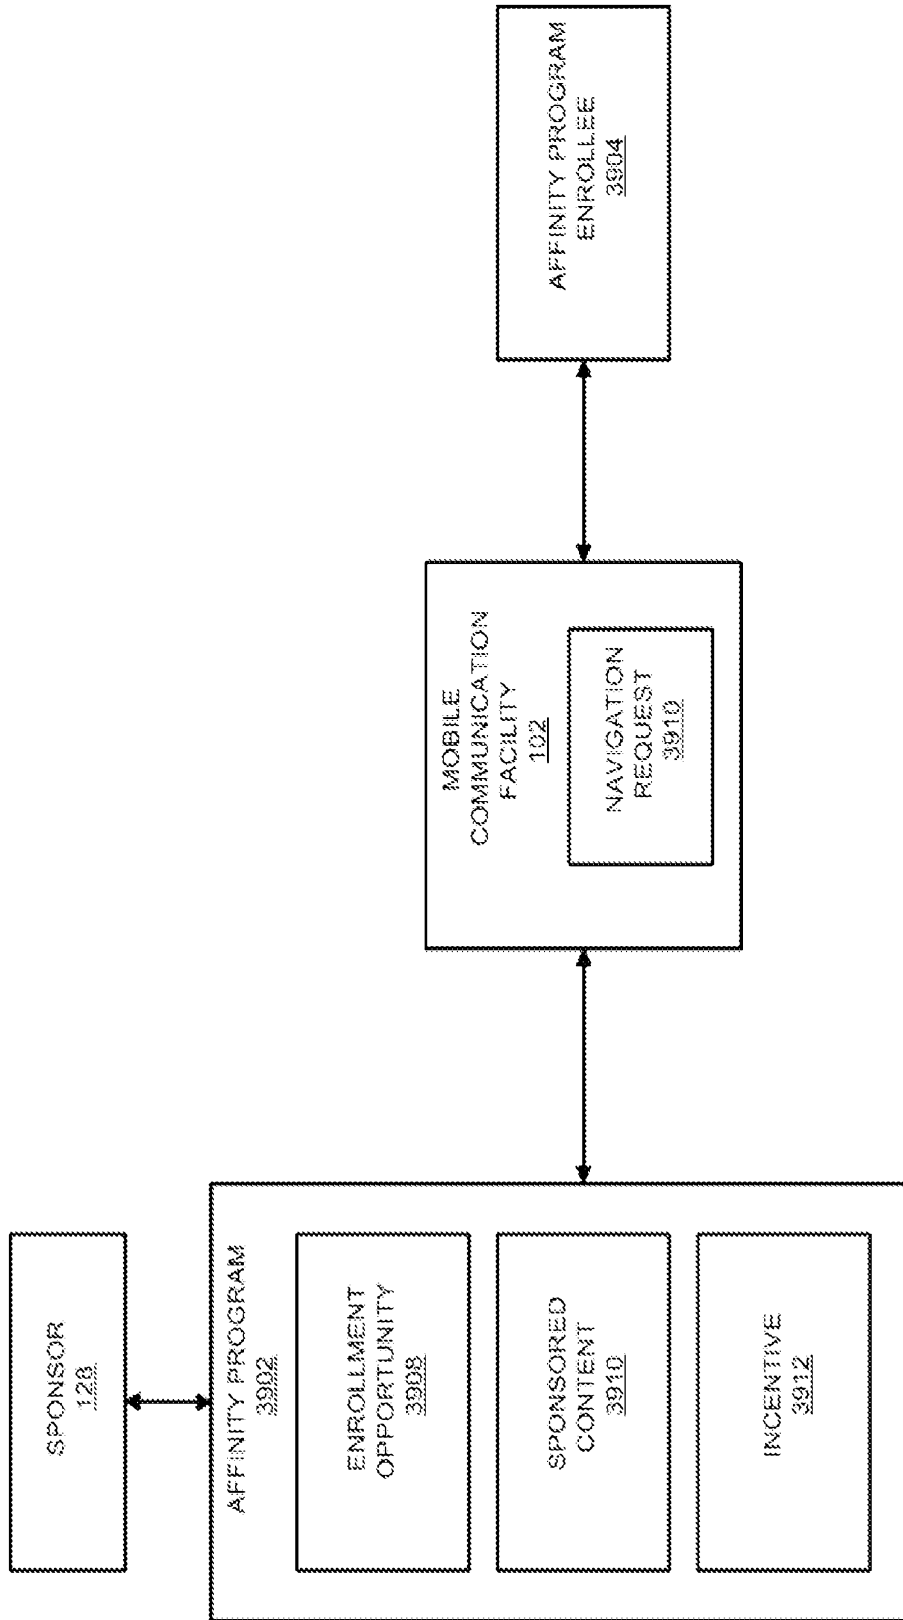 SPONSOR
128
AFFINITY PROGRAM
3902
ENROLLMENT
OPPORTUNITY
3908
SPONSORED
CONTENT
3910
INCENTIVE
3912
MOBILE
COMMUNICATION
FACILITY
102
NAVIGATION
REQUEST
3910
AFFINITY PROGRAM
ENROLLEE
3904